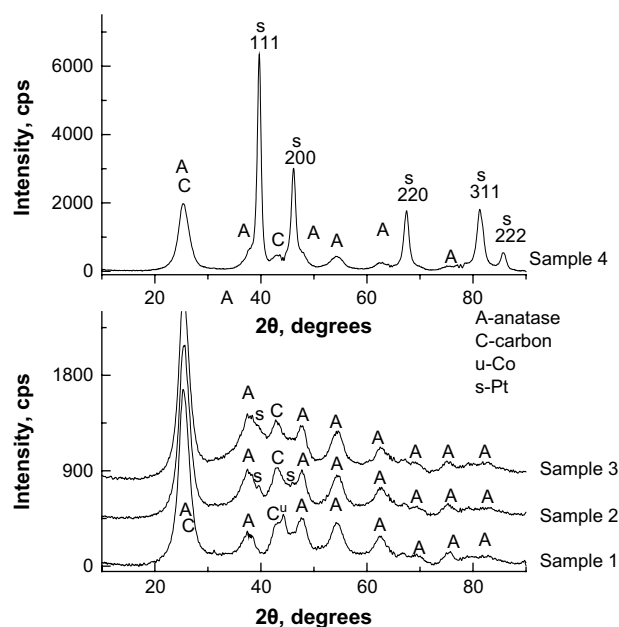 s
111
6000
Intensity, cps
4000
s
200
A
C
2000
s
220
s
311
s
222
A
C
A
A
A
A
Sample 4
0
20
40
60
80
A
2θ, degrees
A-anatase
C-carbon
u-Co
s-Pt
1800
Intensity, cps
A
s
C
A
A
A
A
A
A
Sample 3
900
A
s
C
s
A
A
A
A
A
A
Sample 2
A
C
A
C
u
A
A
A
A
A
A
Sample 1
0
20
40
60
80
2θ, degrees